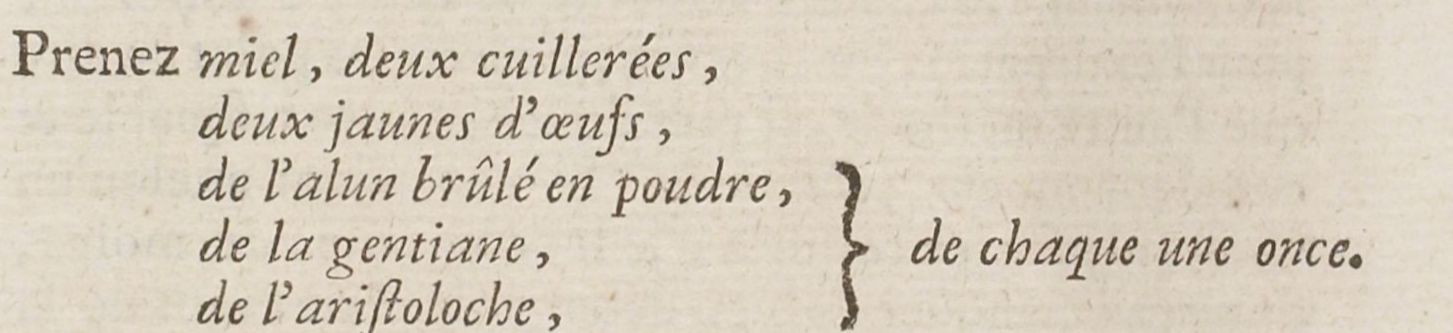 Prenez miel, deux cuillerées,
deux jaunes d'œufs,
de l'alun brûlé en poudre,
de la gentiane, } de chaque une once.
de l'ariſtoloche,